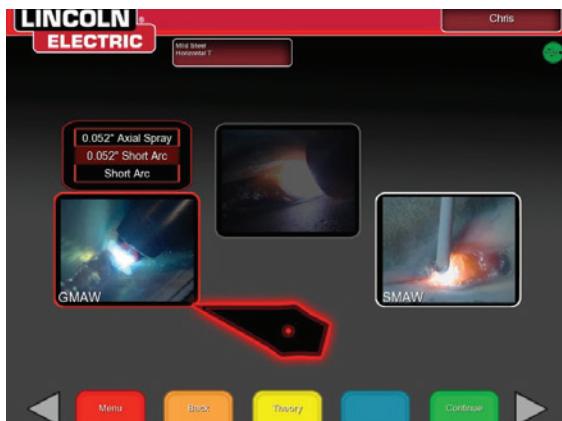 LINCOLN
ELECTRIC
Chris
Mild Steel
Horizontal T
0.052" Axial Spray
0.052" Short Arc
Short Arc
GMAW
SMAW
Menu
Back
Theory
Continue